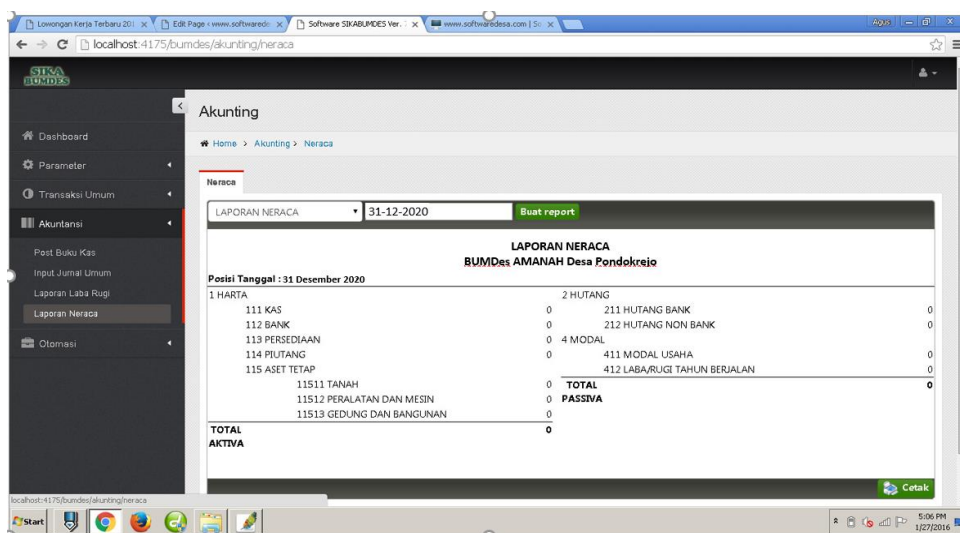 Lowongan Kerja Terbaru 201
Edit Page ‹ www.softwarede
Software SIKABUMDES Ver.
www.softwaredesa.com | So
Agus
localhost:4175/bumdes/akunting/neraca
SIKA
BUMDES
Akunting
Home > Akunting > Neraca
Dashboard
Parameter
Transaksi Umum
Akuntansi
Post Buku Kas
Input Jurnal Umum
Laporan Laba Rugi
Laporan Neraca
Otomasi
Neraca
LAPORAN NERACA 31-12-2020 Buat report
LAPORAN NERACA
BUMDes AMANAH Desa Pondokrejo
Posisi Tanggal : 31 Desember 2020
1 HARTA
111 KAS 0
112 BANK 0
113 PERSEDIAAN 0
114 PIUTANG 0
115 ASET TETAP
11511 TANAH 0
11512 PERALATAN DAN MESIN 0
11513 GEDUNG DAN BANGUNAN 0
TOTAL 0
AKTIVA
2 HUTANG
211 HUTANG BANK 0
212 HUTANG NON BANK 0
4 MODAL
411 MODAL USAHA 0
412 LABA/RUGI TAHUN BERJALAN 0
TOTAL 0
PASSIVA
Cetak
localhost:4175/bumdes/akunting/neraca
Start
5:06 PM
1/27/2016